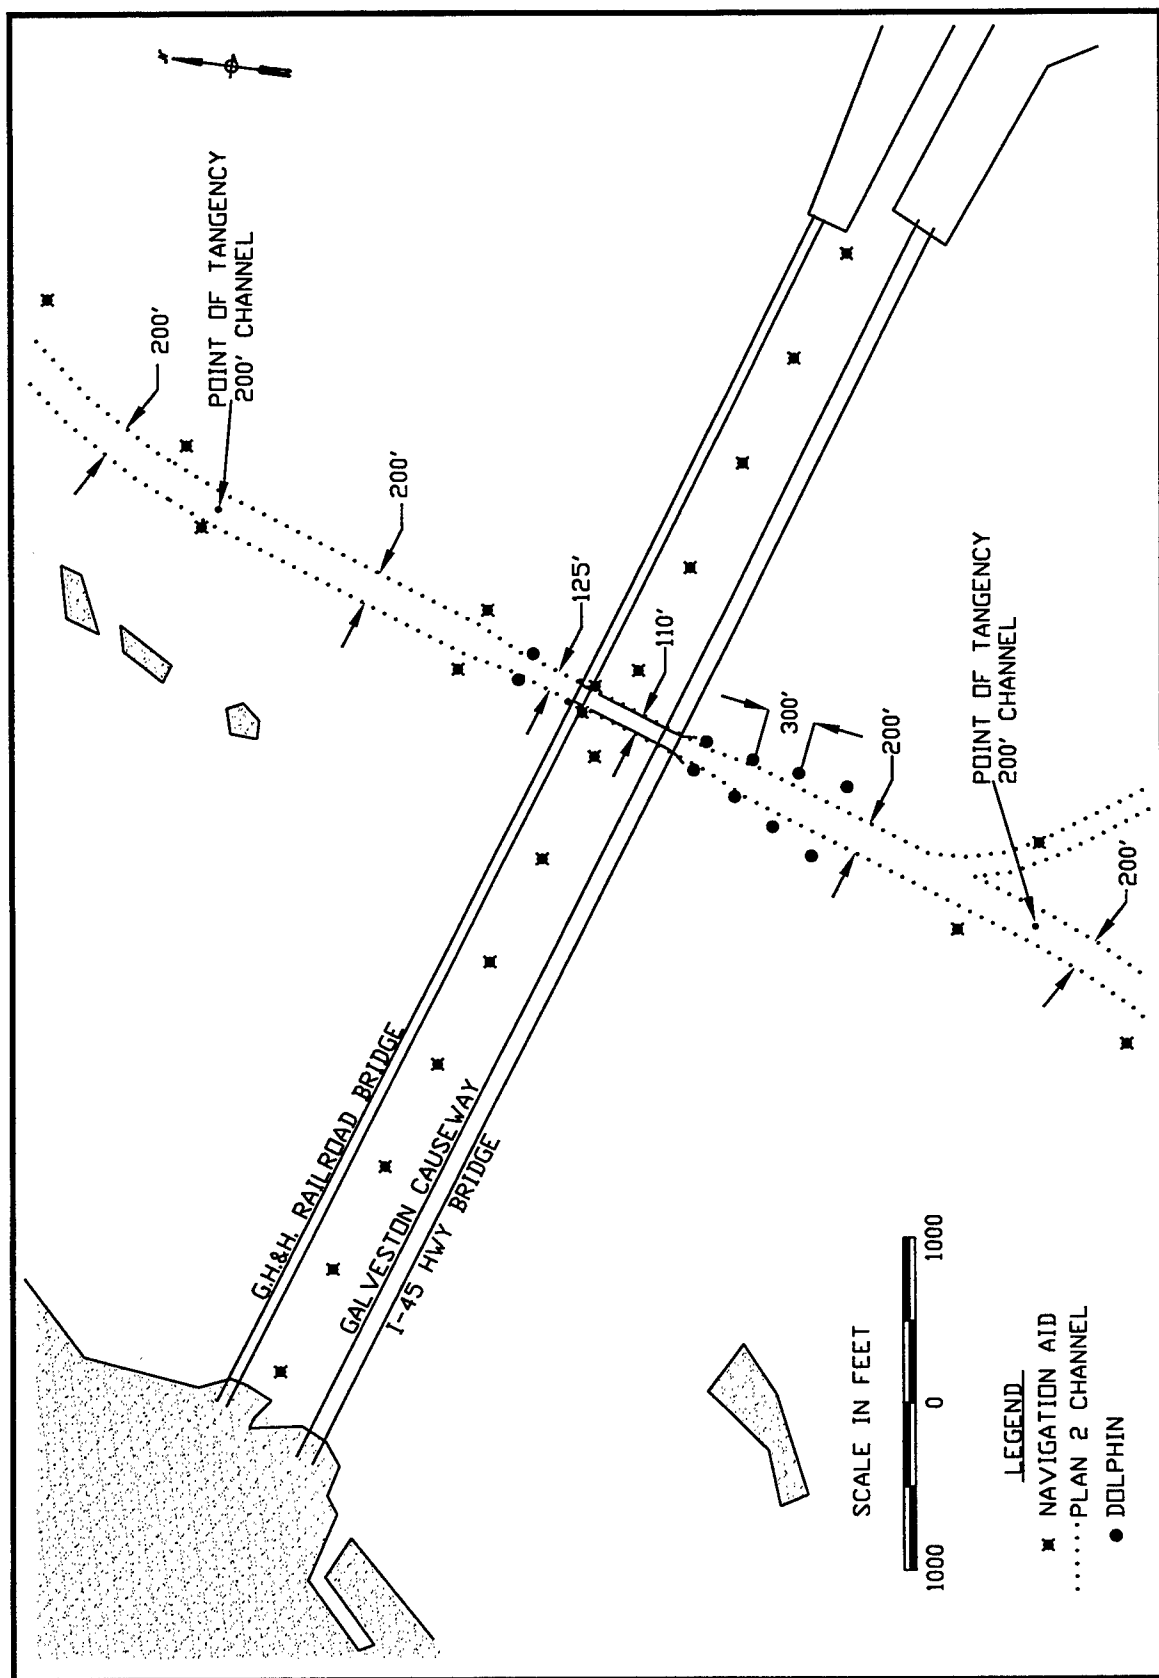 N
200'
POINT OF TANGENCY
200' CHANNEL
200'
125'
110'
300'
200'
POINT OF TANGENCY
200' CHANNEL
200'
G.H.&H. RAILROAD BRIDGE
GALVESTON CAUSEWAY
I-45 HWY BRIDGE
SCALE IN FEET
1000 0 1000
LEGEND
NAVIGATION AID
PLAN 2 CHANNEL
DOLPHIN